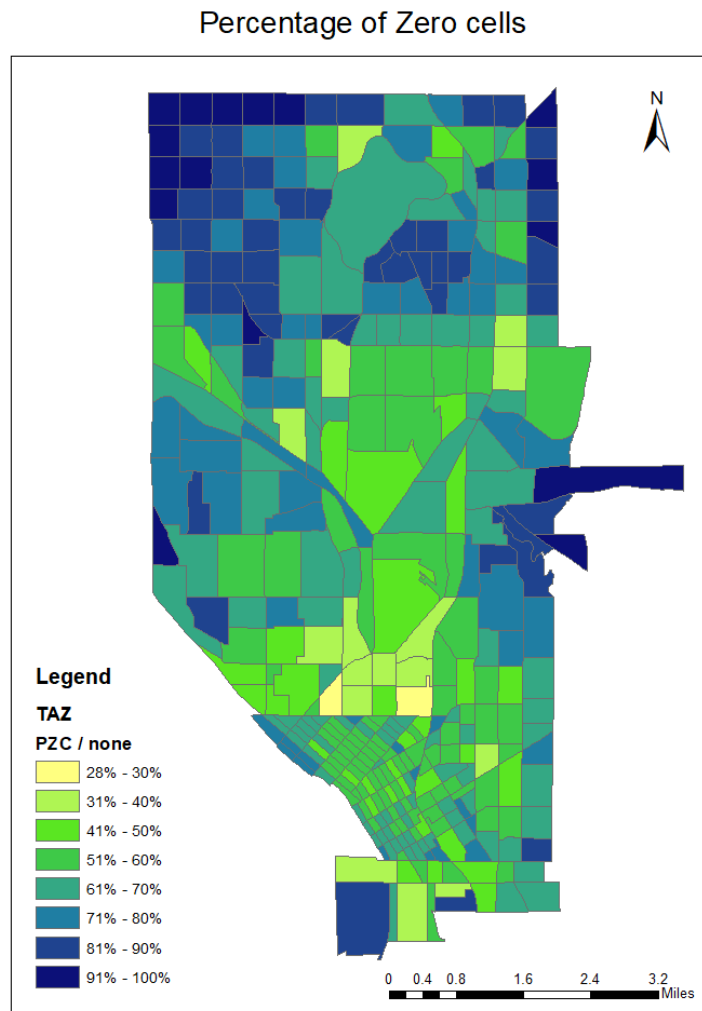 Percentage of Zero cells
N
Legend
TAZ
PZC / none
28% - 30%
31% - 40%
41% - 50%
51% - 60%
61% - 70%
71% - 80%
81% - 90%
91% - 100%
0 0.4 0.8 1.6 2.4 3.2
Miles